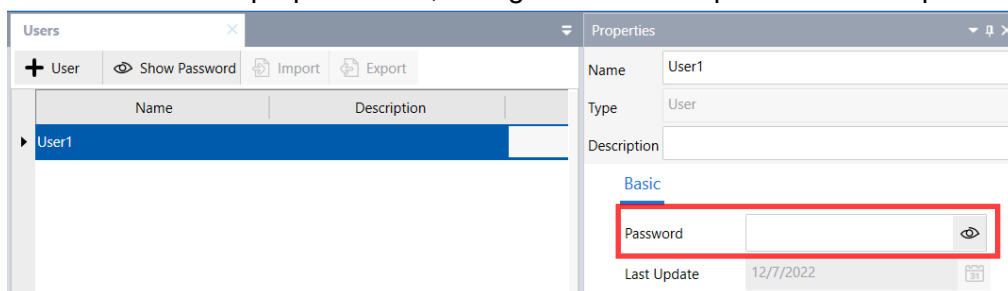 Users
Properties
User Show Password Import Export
Name User1
Name Description
Type User
User1
Description
Basic
Password
Last Update 12/7/2022 31